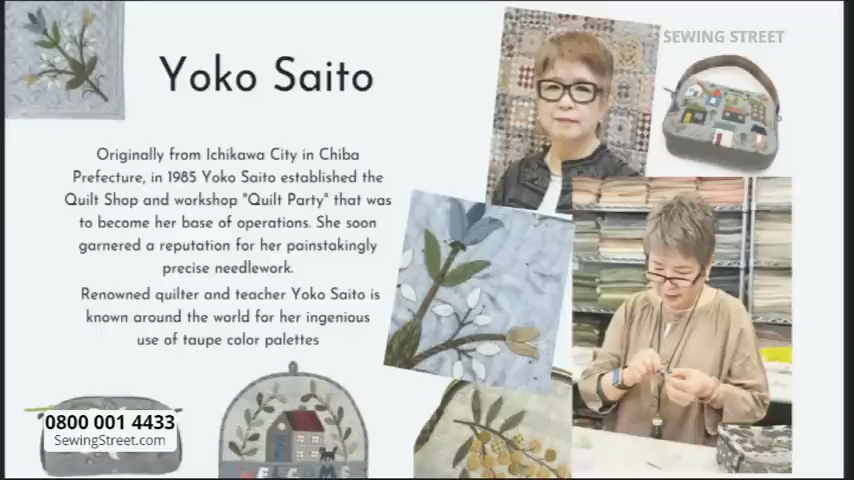 SEWING STREET
Yoko Saito
Originally from Ichikawa City in Chiba
Prefecture, in 1985 Yoko Saito established the
Quilt Shop and workshop "Quilt Party" that was
to become her base of operations. She soon
garnered a reputation for her painstakingly
precise needlework.
Renowned quilter and teacher Yoko Saito is
known around the world for her ingenious
use of taupe color palettes
0800 001 4433
SewingStreet.com
WELCOME